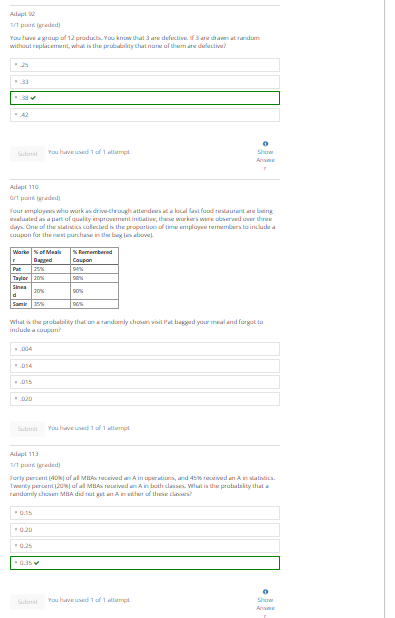 Adapt 92
1/1 point (graded)
You have a group of 12 products. You know that 3 are defective. If 3 are drawn at random
without replacement, what is the probability that none of them are defective?
.25
.33
.38 ✔
.42
Submit
You have used 1 of 1 attempt
Show
Answe
r
Adapt 110
0/1 point (graded)
Four employees who work as drive-through attendees at a local fast food restaurant are being
evaluated as a part of quality improvement initiative; these workers were observed over three
days. One of the statistics collected is the proportion of time employee remembers to include a
coupon for the next purchase in the bag (as above).
Worke % of Meals % Remembered
r Bagged Coupon
Pat 25% 94%
Taylor 20% 98%
Sinea
d 20% 90%
Samir 35% 96%
What is the probability that on a randomly chosen visit Pat bagged your meal and forgot to
include a coupon?
.004
.014
.015
.020
Submit
You have used 1 of 1 attempt
Adapt 113
1/1 point (graded)
Forty percent (40%) of all MBAs received an A in operations, and 45% received an A in statistics.
Twenty percent (20%) of all MBAs received an A in both classes. What is the probability that a
randomly chosen MBA did not get an A in either of these classes?
0.15
0.20
0.25
0.35 ✔
Submit
You have used 1 of 1 attempt
Show
Answe
r